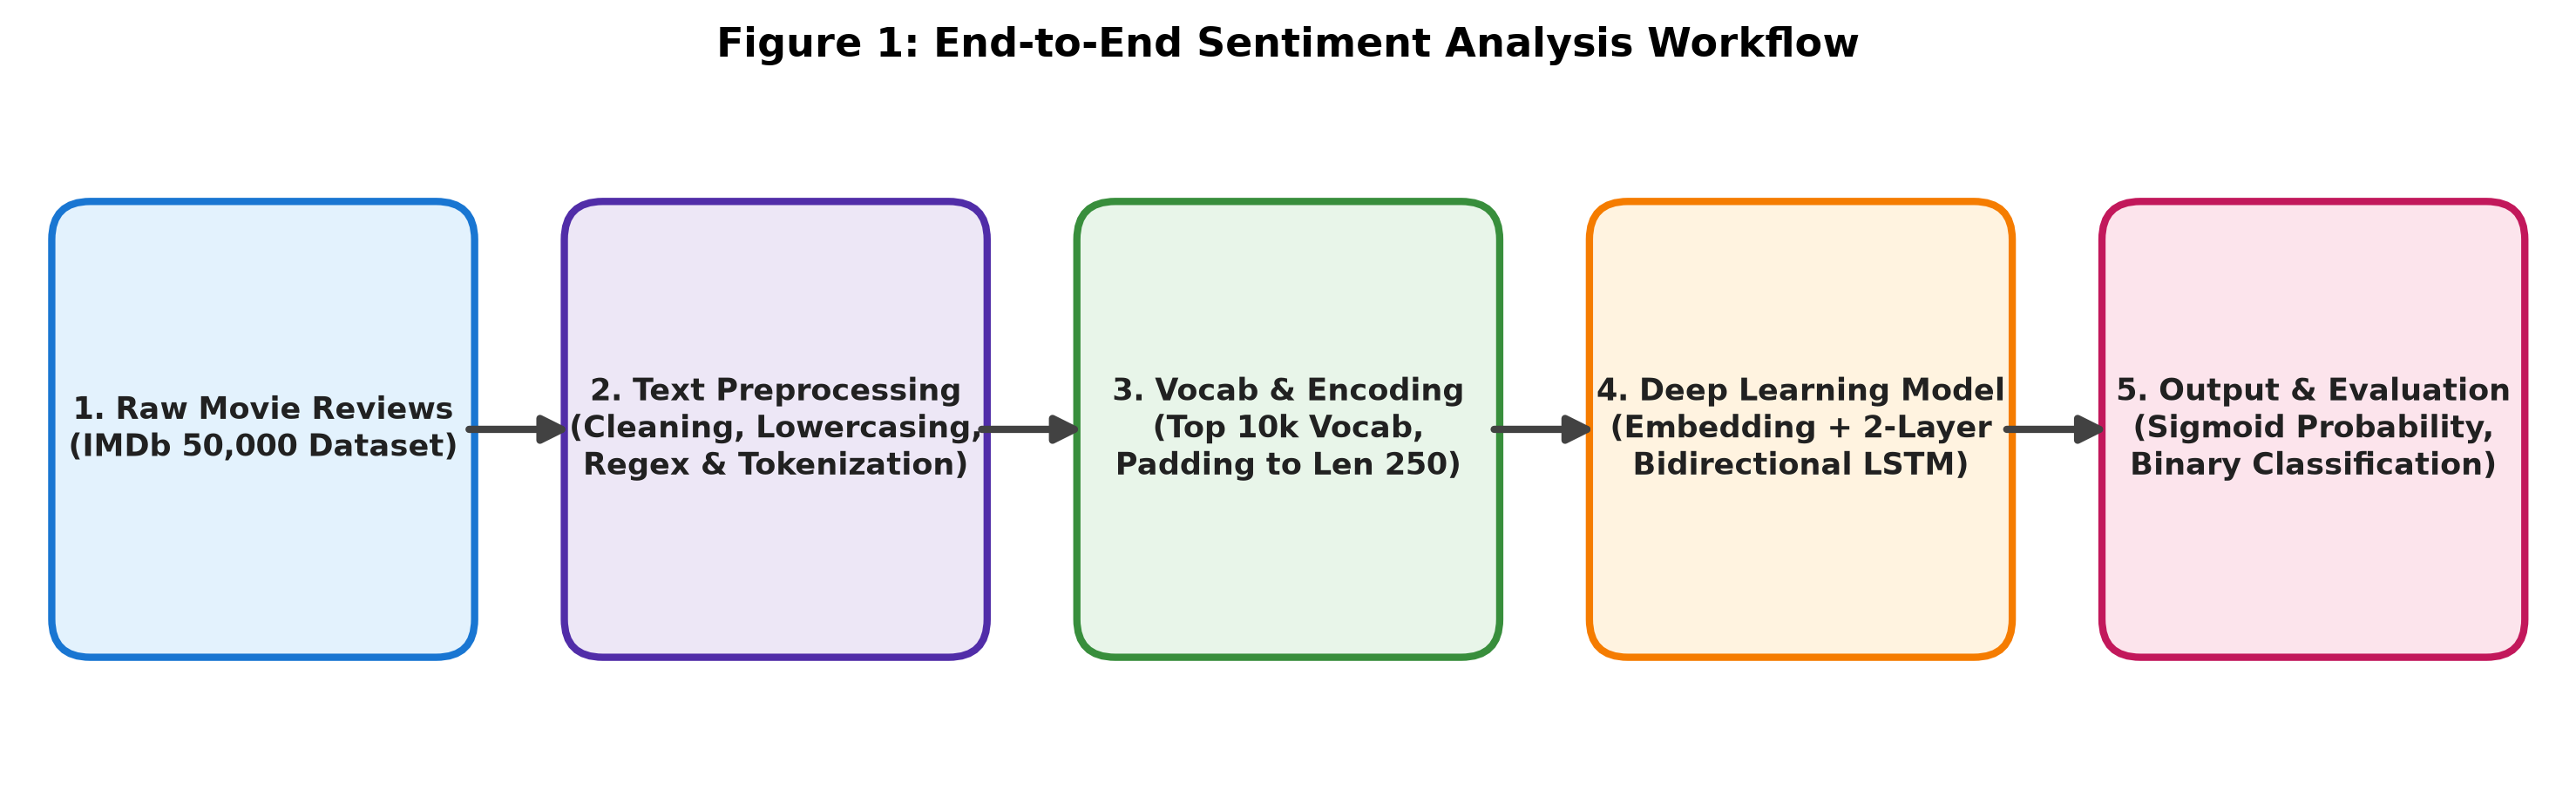 Figure 1: End-to-End Sentiment Analysis Workflow
1. Raw Movie Reviews
(IMDb 50,000 Dataset)
2. Text Preprocessing
(Cleaning, Lowercasing,
Regex & Tokenization)
3. Vocab & Encoding
(Top 10k Vocab,
Padding to Len 250)
4. Deep Learning Model
(Embedding + 2-Layer
Bidirectional LSTM)
5. Output & Evaluation
(Sigmoid Probability,
Binary Classification)